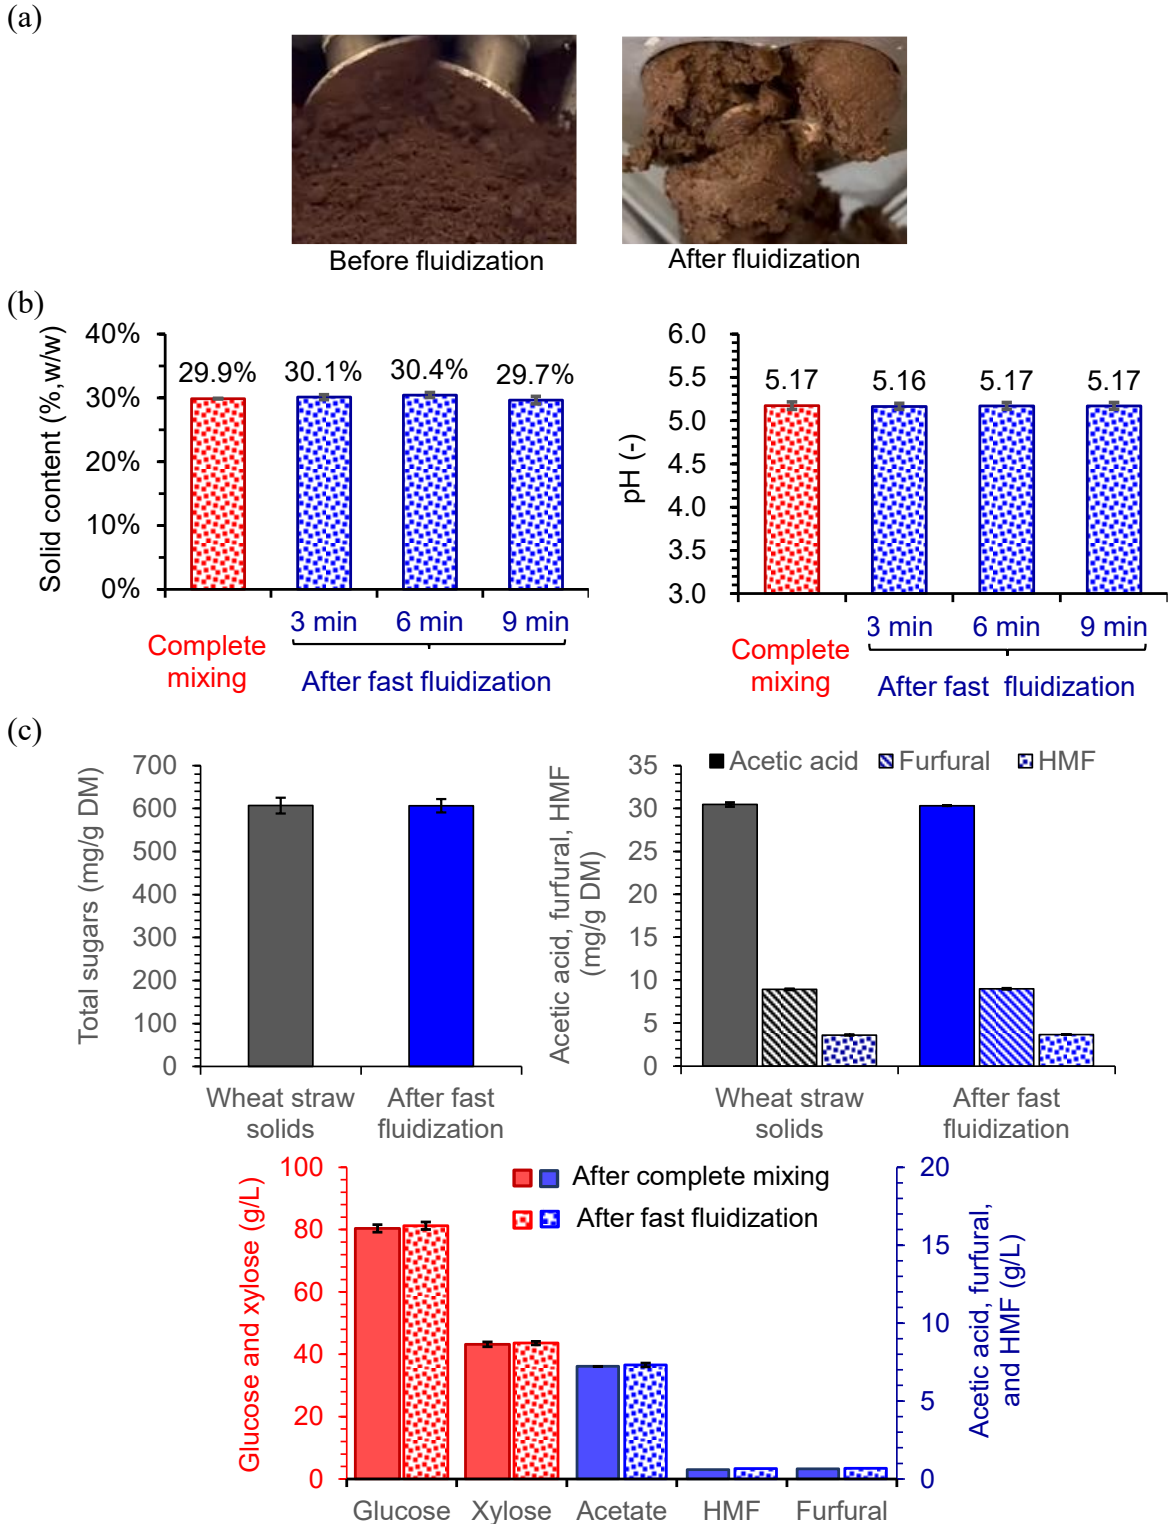 (a)
Before fluidization
After fluidization
(b)
Solid content (%,w/w)
40%
30%
20%
10%
0%
29.9%
30.1%
30.4%
29.7%
Complete
mixing
3 min
6 min
9 min
After fast fluidization
pH (-)
6.0
5.5
5.0
4.5
4.0
3.5
3.0
5.17
5.16
5.17
5.17
Complete
mixing
3 min
6 min
9 min
After fast fluidization
(c)
Total sugars (mg/g DM)
700
600
500
400
300
200
100
0
Wheat straw
solids
After fast
fluidization
Acetic acid, furfural, HMF
(mg/g DM)
35
30
25
20
15
10
5
0
Acetic acid
Furfural
HMF
Wheat straw
solids
After fast
fluidization
Glucose and xylose (g/L)
100
80
60
40
20
0
After complete mixing
After fast fluidization
20
15
10
5
0
Acetic acid, furfural,
and HMF (g/L)
Glucose
Xylose
Acetate
HMF
Furfural